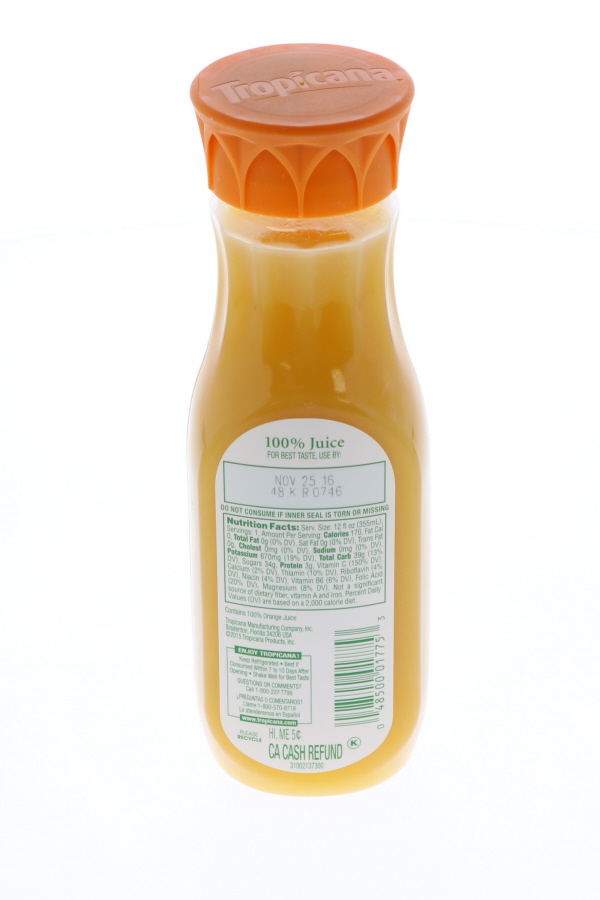 Tropicana
100% Juice
FOR BEST TASTE, USE BY:
NOV 25 16
48 K R 0746
DO NOT CONSUME IF INNER SEAL IS TORN OR MISSING
Nutrition Facts: Serv. Size: 12 fl oz (355mL),
Servings: 1, Amount Per Serving: Calories 170, Fat Cal
0, Total Fat 0g (0% DV), Sat Fat 0g (0% DV), Trans Fat
0g, Cholest 0mg (0% DV), Sodium 0mg (0% DV),
Potassium 670mg (19% DV), Total Carb 39g (13%
DV), Sugars 34g, Protein 3g, Vitamin C (150% DV),
Calcium (2% DV), Thiamin (10% DV), Riboflavin (4%
DV), Niacin (4% DV), Vitamin B6 (6% DV), Folic Acid
(20% DV), Magnesium (8% DV). Not a significant
source of dietary fiber, vitamin A and iron. Percent Daily
Values (DV) are based on a 2,000 calorie diet.
Contains 100% Orange Juice
Tropicana Manufacturing Company, Inc.
Bradenton, Florida 34206 USA
©2015 Tropicana Products, Inc.
ENJOY TROPICANA!
Keep Refrigerated • Best If
Consumed Within 7 to 10 Days After
Opening • Shake Well for Best Taste
QUESTIONS OR COMMENTS?
Call 1-800-237-7799
¿PREGUNTAS O COMENTARIOS?
Llame 1-800-570-8719
Le atenderemos en Español
www.tropicana.com
0 48500 01775 3
PLEASE
RECYCLE
HI, ME 5¢
CA CASH REFUND
K
31002137300